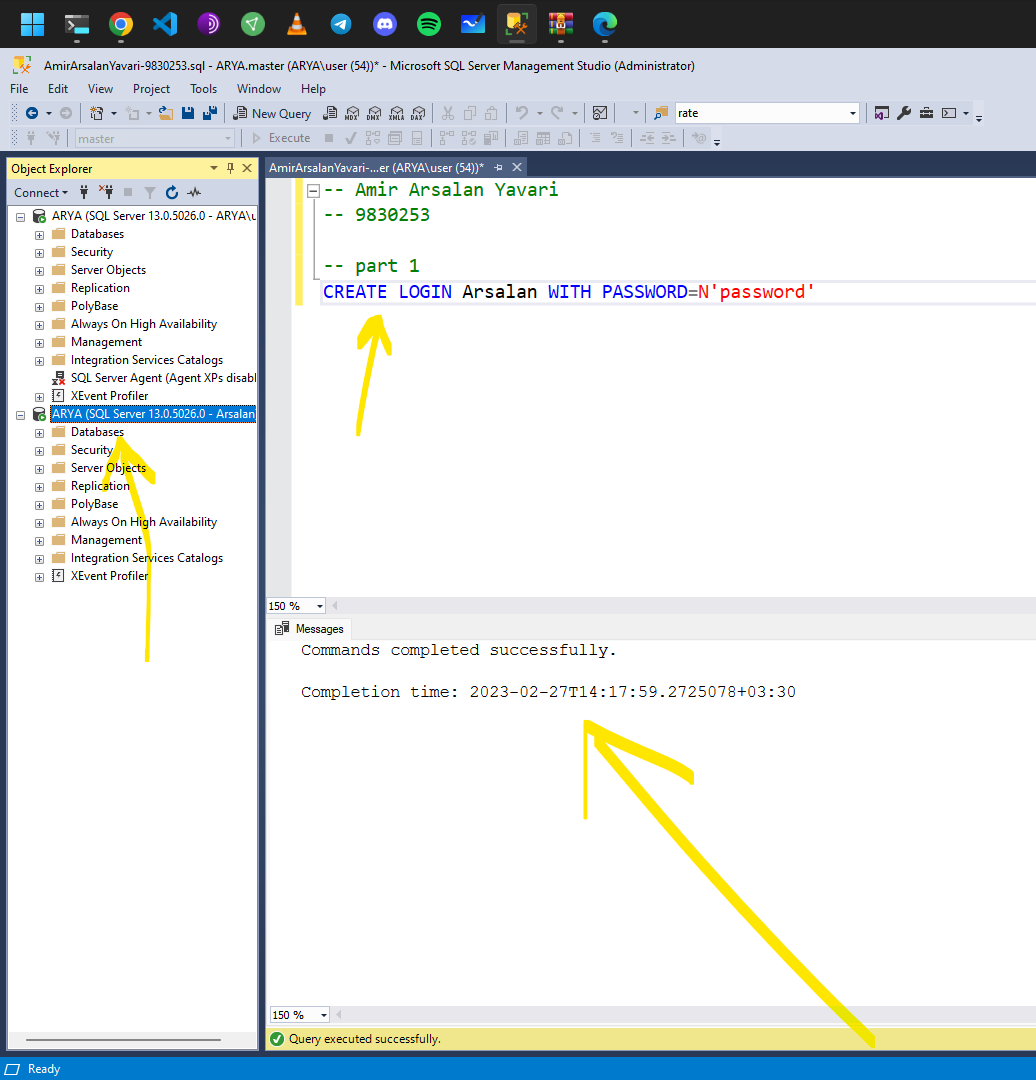 AmirArsalanYavari-9830253.sql - ARYA.master (ARYA\user (54))* - Microsoft SQL Server Management Studio (Administrator)
File Edit View Project Tools Window Help
New Query MDX DMX XMLA DAX rate
master Execute
Object Explorer
Connect
ARYA (SQL Server 13.0.5026.0 - ARYA\u
Databases
Security
Server Objects
Replication
PolyBase
Always On High Availability
Management
Integration Services Catalogs
SQL Server Agent (Agent XPs disabl
XEvent Profiler
ARYA (SQL Server 13.0.5026.0 - Arsalan
Databases
Security
Server Objects
Replication
PolyBase
Always On High Availability
Management
Integration Services Catalogs
XEvent Profiler
AmirArsalanYavari-...er (ARYA\user (54))*
-- Amir Arsalan Yavari
-- 9830253
-- part 1
CREATE LOGIN Arsalan WITH PASSWORD=N'password'
150 %
Messages
Commands completed successfully.
Completion time: 2023-02-27T14:17:59.2725078+03:30
150 %
Query executed successfully.
Ready